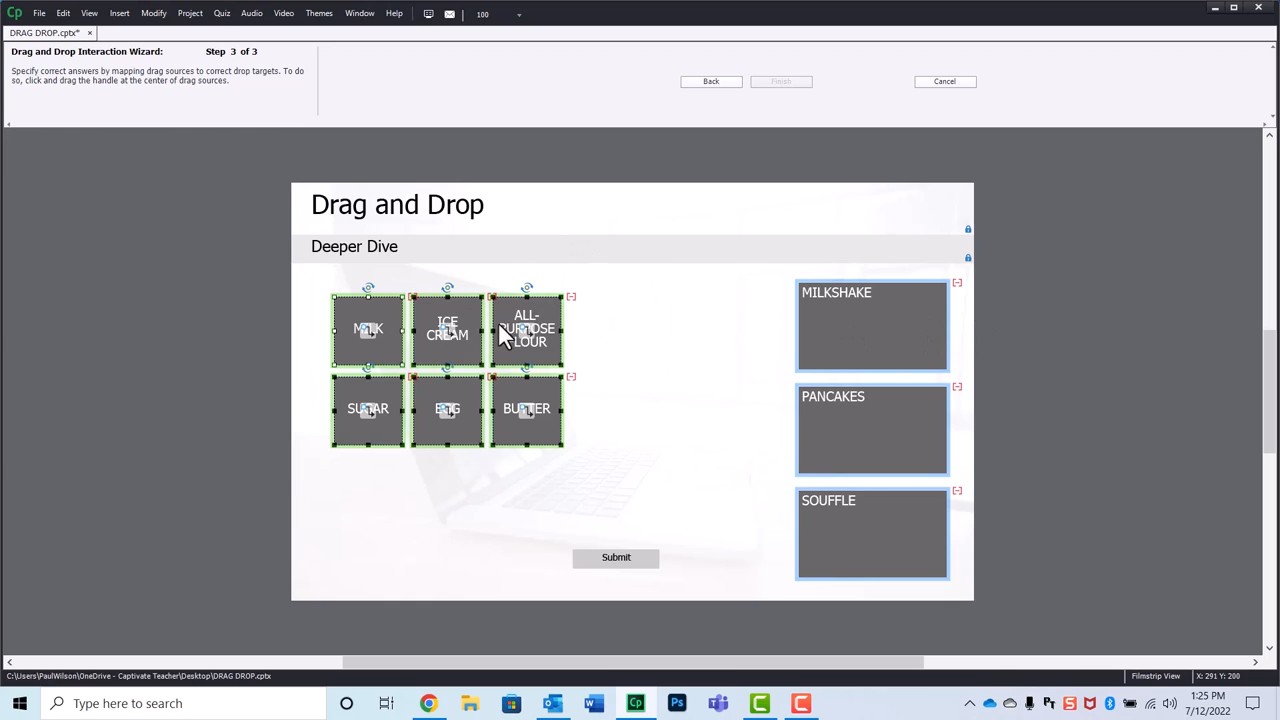 Cp File Edit View Insert Modify Project Quiz Audio Video Themes Window Help 100
DRAG DROP.cptx*
Drag and Drop Interaction Wizard: Step 3 of 3
Specify correct answers by mapping drag sources to correct drop targets. To do
so, click and drag the handle at the center of drag sources.
Back Finish Cancel
Drag and Drop
Deeper Dive
MILK
ICE
CREAM
ALL-
PURPOSE
FLOUR
SUGAR
EGG
BUTTER
MILKSHAKE
PANCAKES
SOUFFLE
Submit
C:\Users\PaulWilson\OneDrive - Captivate Teacher\Desktop\DRAG DROP.cptx Filmstrip View X: 291 Y: 200
Type here to search
1:25 PM
7/12/2022